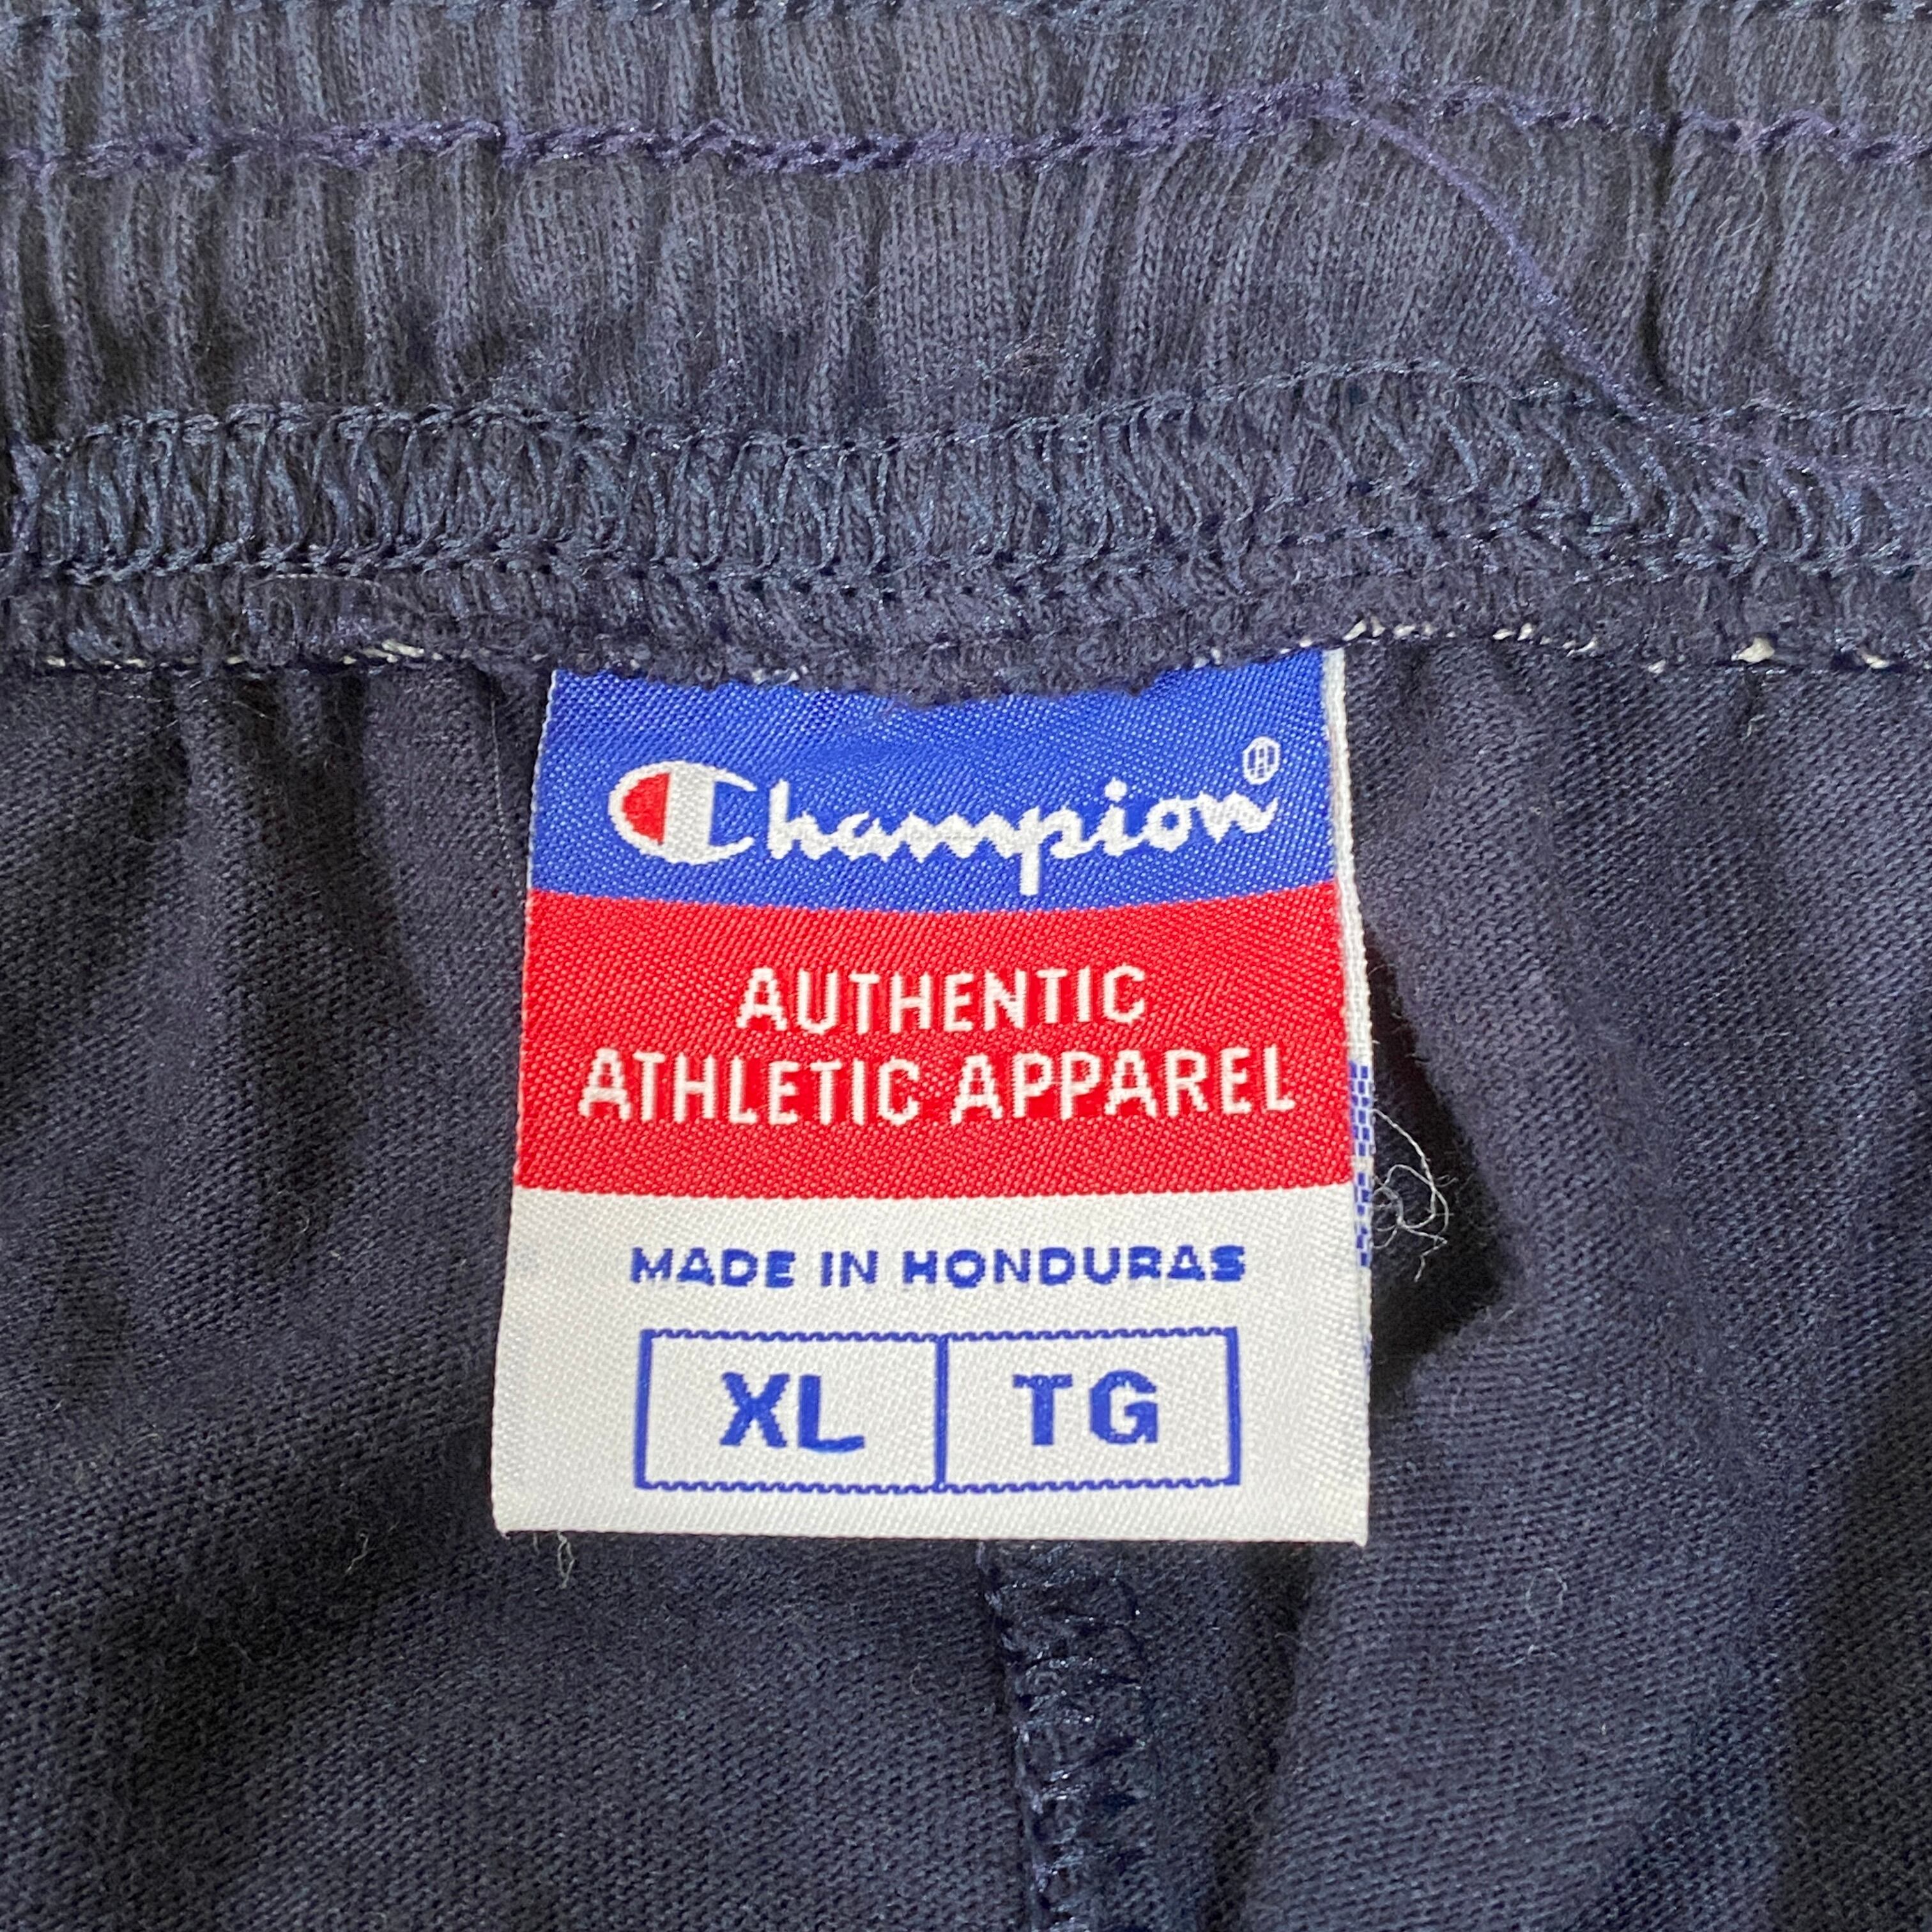 Champion®
AUTHENTIC
ATHLETIC APPAREL
MADE IN HONDURAS
XL TG